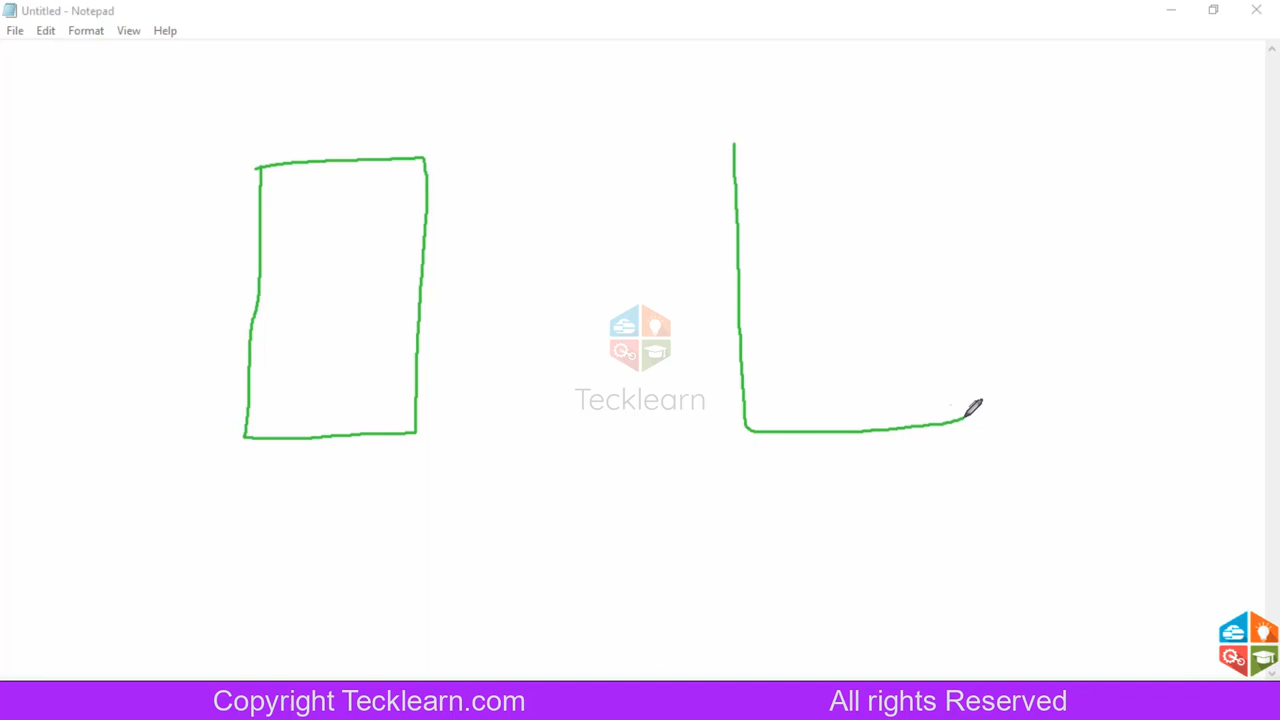 Untitled - Notepad
File Edit Format View Help
Tecklearn
Copyright Tecklearn.com All rights Reserved